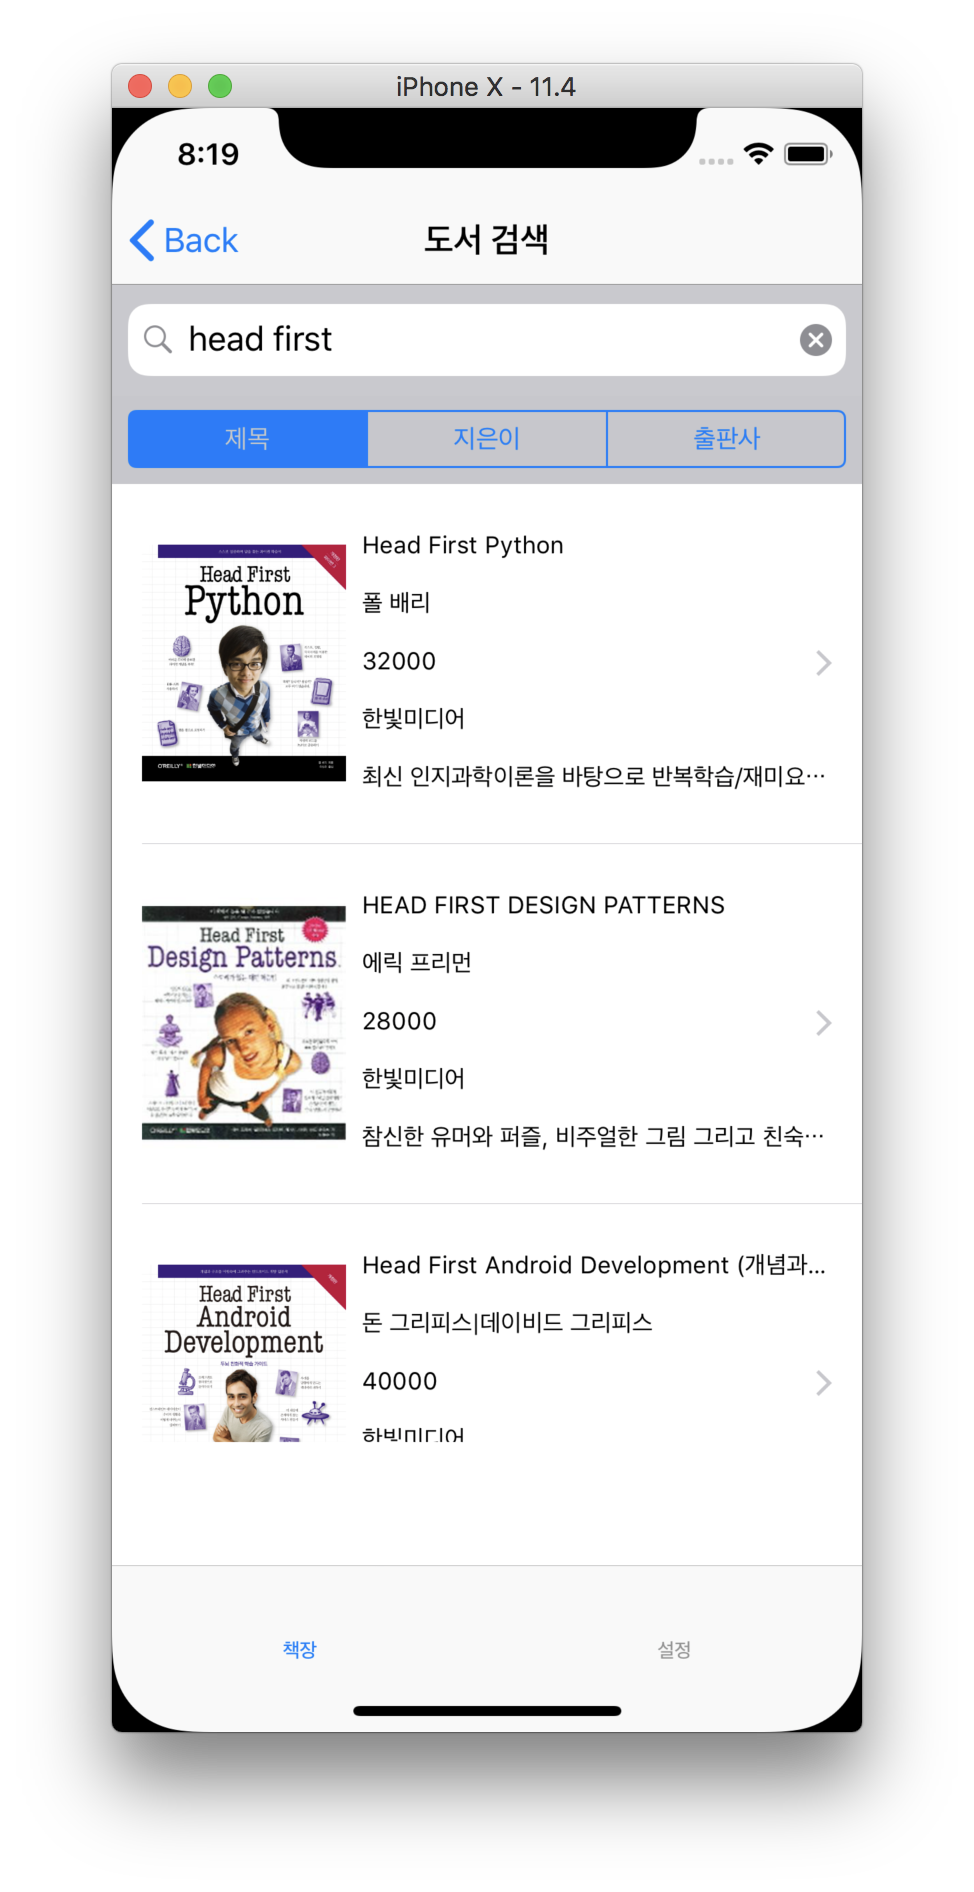 iPhone X - 11.4
8:19
Back
도서 검색
head first
제목
지은이
출판사
Head First
Python
O'REILLY 한빛미디어
Head First Python
폴 배리
32000
한빛미디어
최신 인지과학이론을 바탕으로 반복학습/재미요···
Head First
Design Patterns
HEAD FIRST DESIGN PATTERNS
에릭 프리먼
28000
한빛미디어
참신한 유머와 퍼즐, 비주얼한 그림 그리고 친숙···
Head First
Android
Development
Head First Android Development (개념과...
돈 그리피스|데이비드 그리피스
40000
한빛미디어
책장
설정